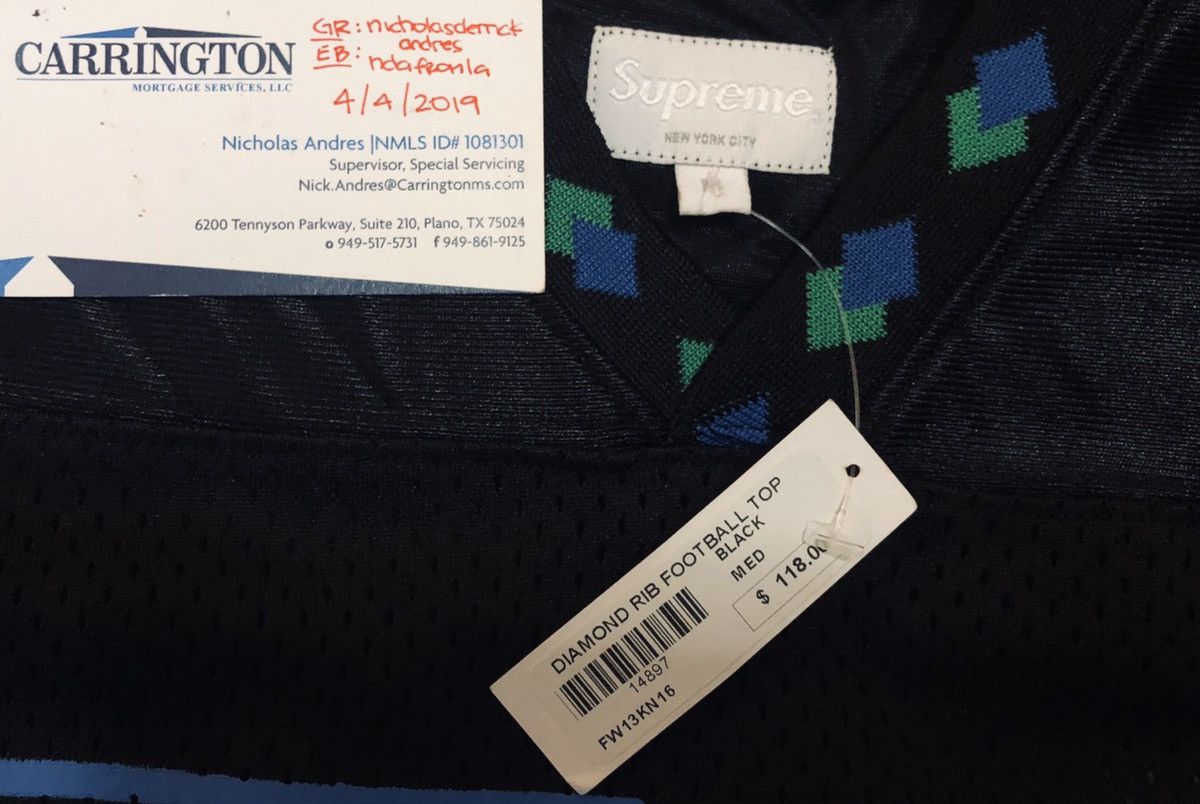 CARRINGTON
MORTGAGE SERVICES, LLC
GR: nicholasderrick
andres
EB: ndafronla
4/4/2019
Nicholas Andres |NMLS ID# 1081301
Supervisor, Special Servicing
Nick.Andres@Carringtonms.com
6200 Tennyson Parkway, Suite 210, Plano, TX 75024
o 949-517-5731 f 949-861-9125
Supreme
NEW YORK CITY
M
DIAMOND RIB FOOTBALL TOP
BLACK
MED
$ 118.00
14897
FW13KN16